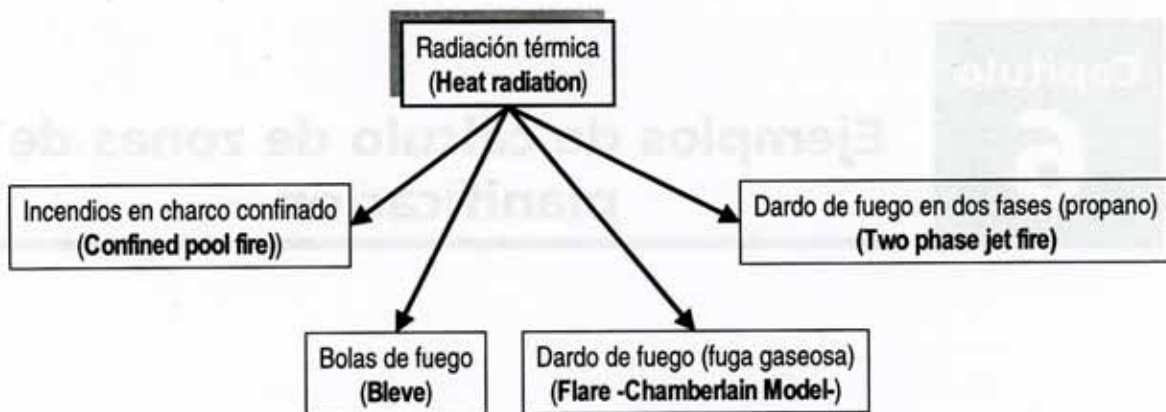 Radiación térmica
(Heat radiation)
Incendios en charco confinado
(Confined pool fire))
Dardo de fuego en dos fases (propano)
(Two phase jet fire)
Bolas de fuego
(Bleve)
Dardo de fuego (fuga gaseosa)
(Flare -Chamberlain Model-)